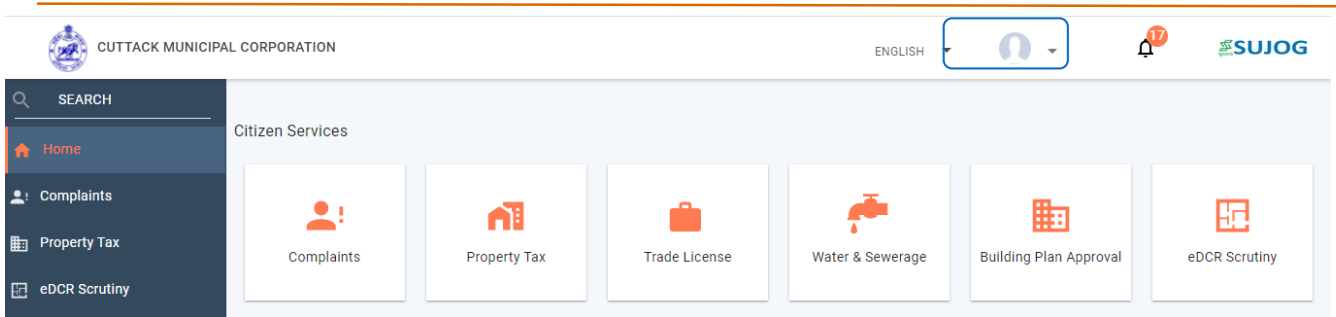 CUTTACK MUNICIPAL CORPORATION
ENGLISH
17
SUJOG
SEARCH
Home
Complaints
Property Tax
eDCR Scrutiny
Citizen Services
Complaints
Property Tax
Trade License
Water & Sewerage
Building Plan Approval
eDCR Scrutiny